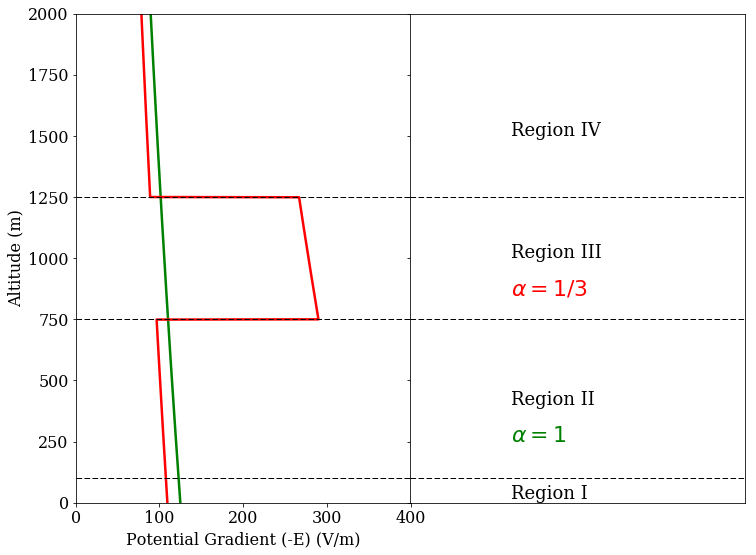 2000
1750
1500
1250
1000
750
500
250
0
Altitude (m)
0 100 200 300 400
Potential Gradient (-E) (V/m)
Region IV
Region III
α = 1/3
Region II
α = 1
Region I